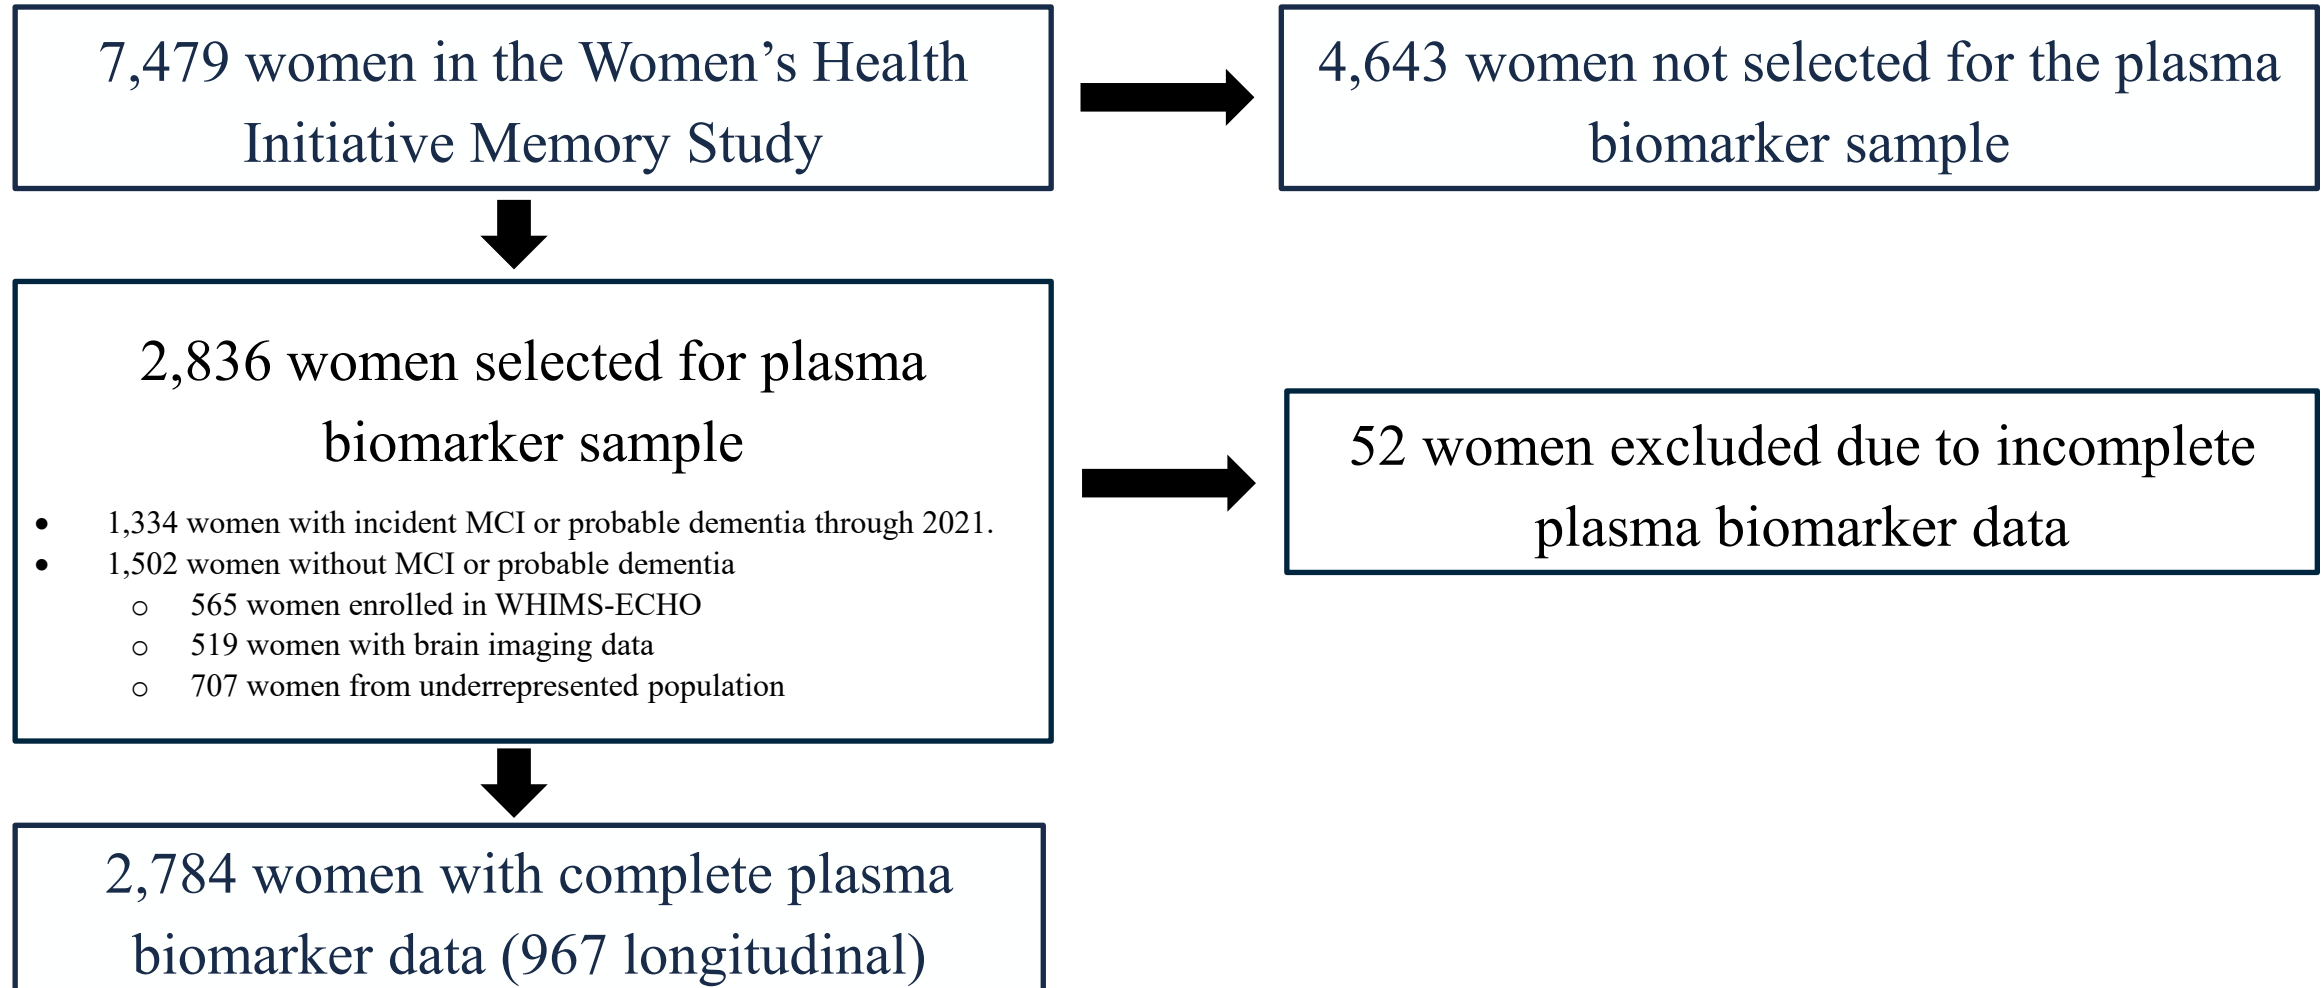 7,479 women in the Women’s Health
Initiative Memory Study
4,643 women not selected for the plasma
biomarker sample
2,836 women selected for plasma
biomarker sample
• 1,334 women with incident MCI or probable dementia through 2021.
• 1,502 women without MCI or probable dementia
o 565 women enrolled in WHIMS-ECHO
o 519 women with brain imaging data
o 707 women from underrepresented population
52 women excluded due to incomplete
plasma biomarker data
2,784 women with complete plasma
biomarker data (967 longitudinal)